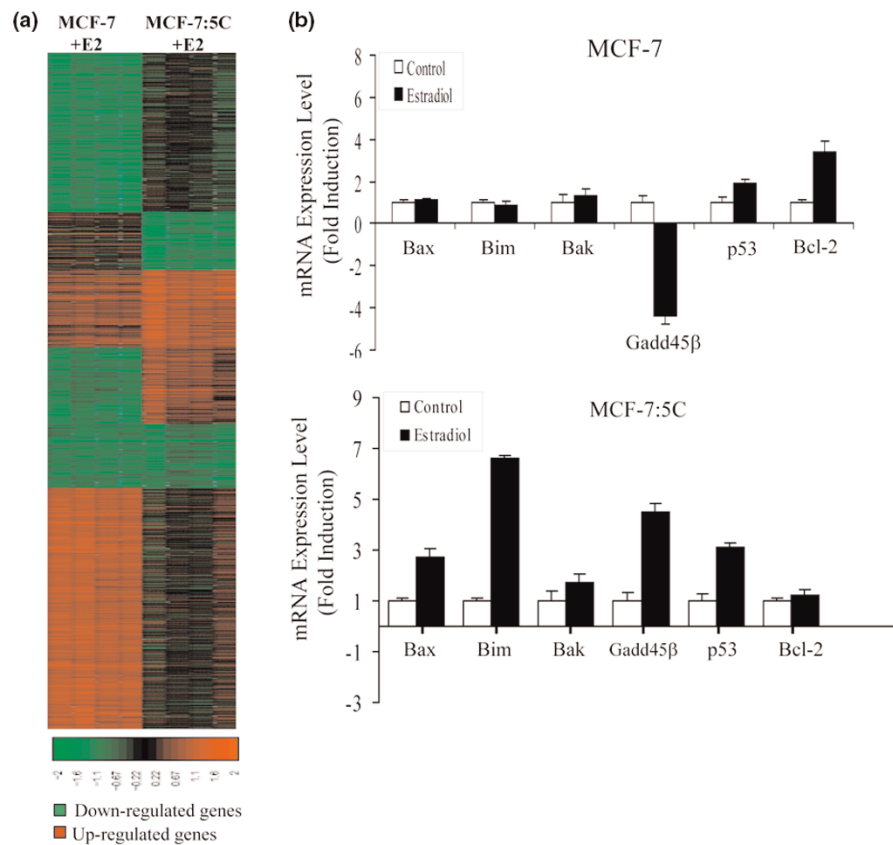 (a)
MCF-7
+E2
MCF-7:5C
+E2
-2 -1.6 -1.1 -0.67 -0.22 0.22 0.67 1.1 1.6 2
Down-regulated genes
Up-regulated genes
(b)
MCF-7
Control
Estradiol
mRNA Expression Level
(Fold Induction)
8
6
4
2
0
-2
-4
-6
Bax Bim Bak p53 Bcl-2
Gadd45β
MCF-7:5C
Control
Estradiol
mRNA Expression Level
(Fold Induction)
9
7
5
3
1
-1
-3
Bax Bim Bak Gadd45β p53 Bcl-2